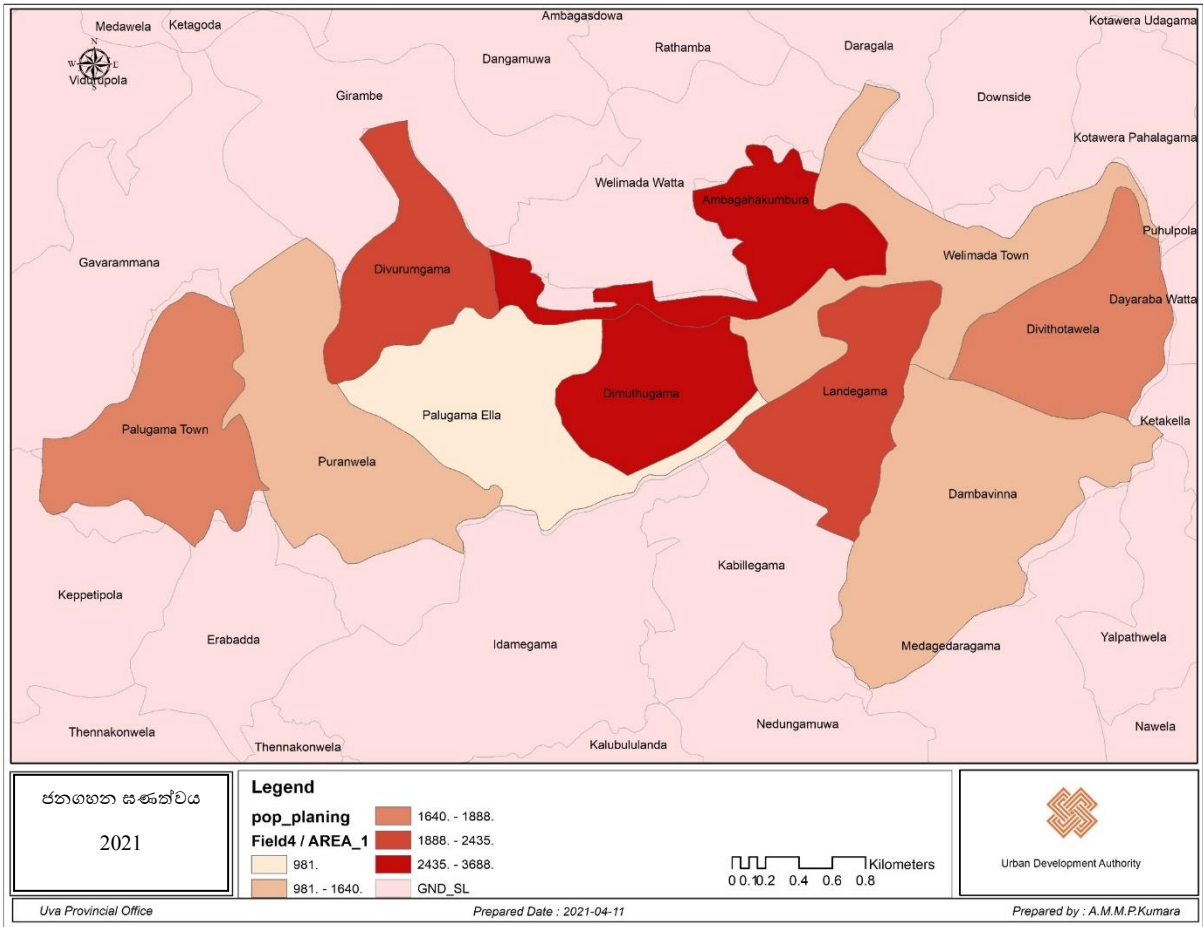 Ambagasdowa
Kotawera Udagama
Medawela
Ketagoda
Rathamba
Daragala
Dangamuwa
N
W E
S
Vidurupola
Girambe
Downside
Kotawera Pahalagama
Welimada Watta
Ambagahakumbura
Puhulpola
Gavarammana
Divurumgama
Welimada Town
Dayaraba Watta
Divithotawela
Dimuthugama
Landegama
Palugama Ella
Ketakella
Palugama Town
Puranwela
Dambavinna
Kabillegama
Keppetipola
Erabadda
Idamegama
Medagedaragama
Yalpathwela
Nedungamuwa
Nawela
Thennakonwela
Thennakonwela
Kalubululanda
ජනගහන ඝණත්වය
2021
Legend
pop_planing
Field4 / AREA_1
981.
981. - 1640.
1640. - 1888.
1888. - 2435.
2435. - 3688.
GND_SL
Kilometers
0 0.10.2 0.4 0.6 0.8
Urban Development Authority
Uva Provincial Office
Prepared Date : 2021-04-11
Prepared by : A.M.M.P.Kumara